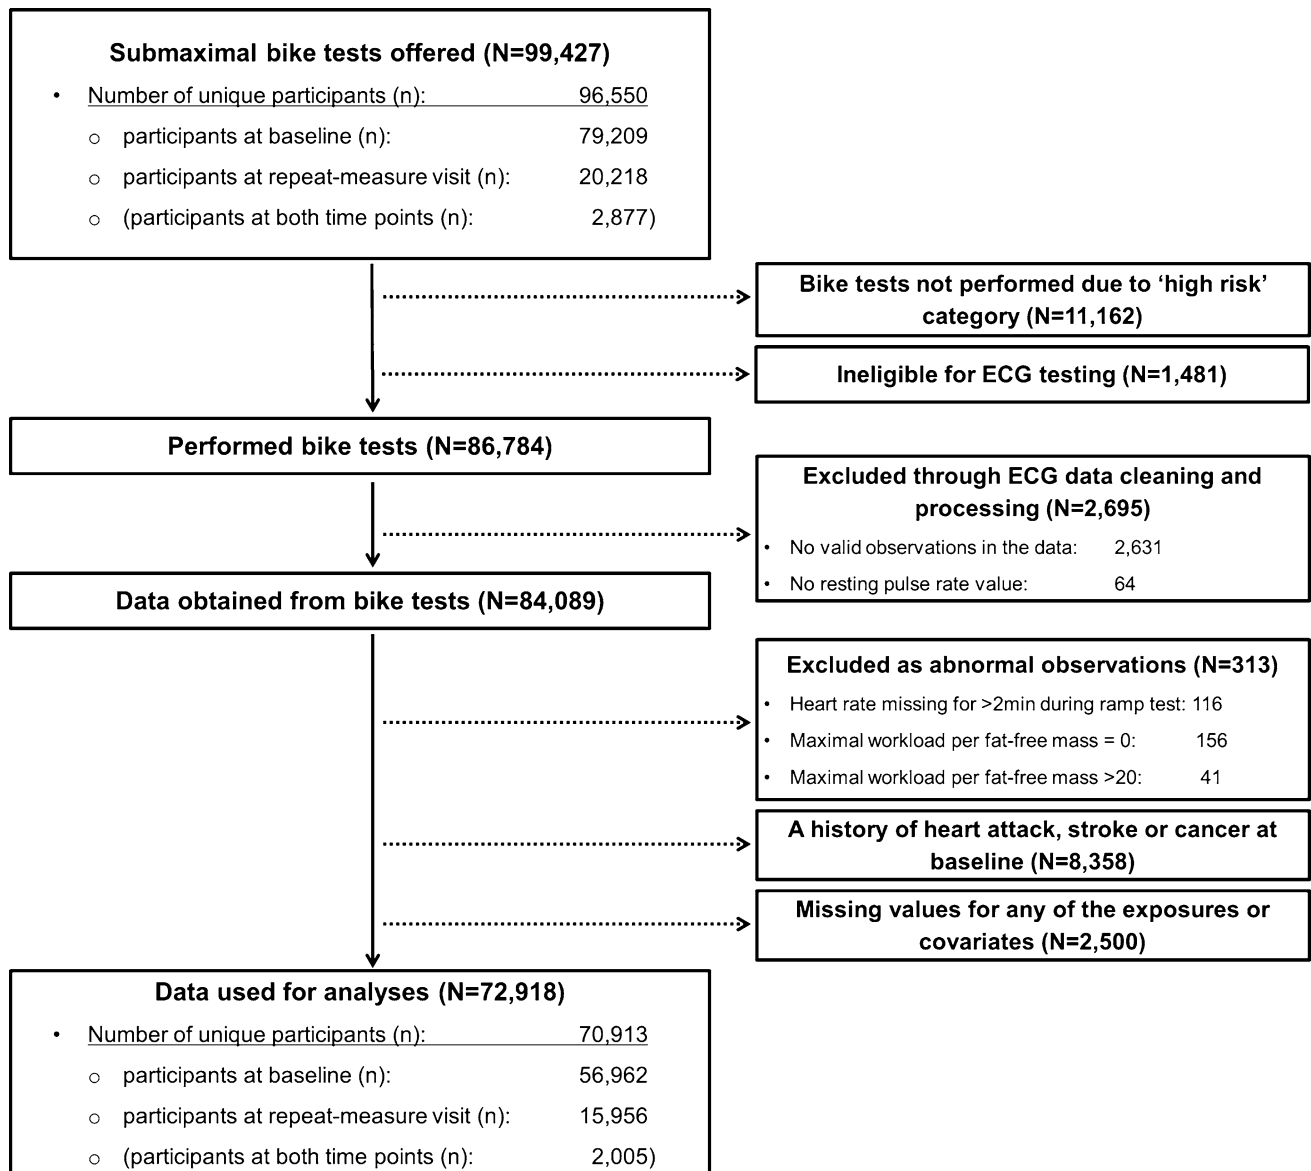 Submaximal bike tests offered (N=99,427)
• Number of unique participants (n): 96,550
o participants at baseline (n): 79,209
o participants at repeat-measure visit (n): 20,218
o (participants at both time points (n): 2,877)
Bike tests not performed due to ‘high risk’
category (N=11,162)
Ineligible for ECG testing (N=1,481)
Performed bike tests (N=86,784)
Excluded through ECG data cleaning and
processing (N=2,695)
• No valid observations in the data: 2,631
• No resting pulse rate value: 64
Data obtained from bike tests (N=84,089)
Excluded as abnormal observations (N=313)
• Heart rate missing for >2min during ramp test: 116
• Maximal workload per fat-free mass = 0: 156
• Maximal workload per fat-free mass >20: 41
A history of heart attack, stroke or cancer at
baseline (N=8,358)
Missing values for any of the exposures or
covariates (N=2,500)
Data used for analyses (N=72,918)
• Number of unique participants (n): 70,913
o participants at baseline (n): 56,962
o participants at repeat-measure visit (n): 15,956
o (participants at both time points (n): 2,005)